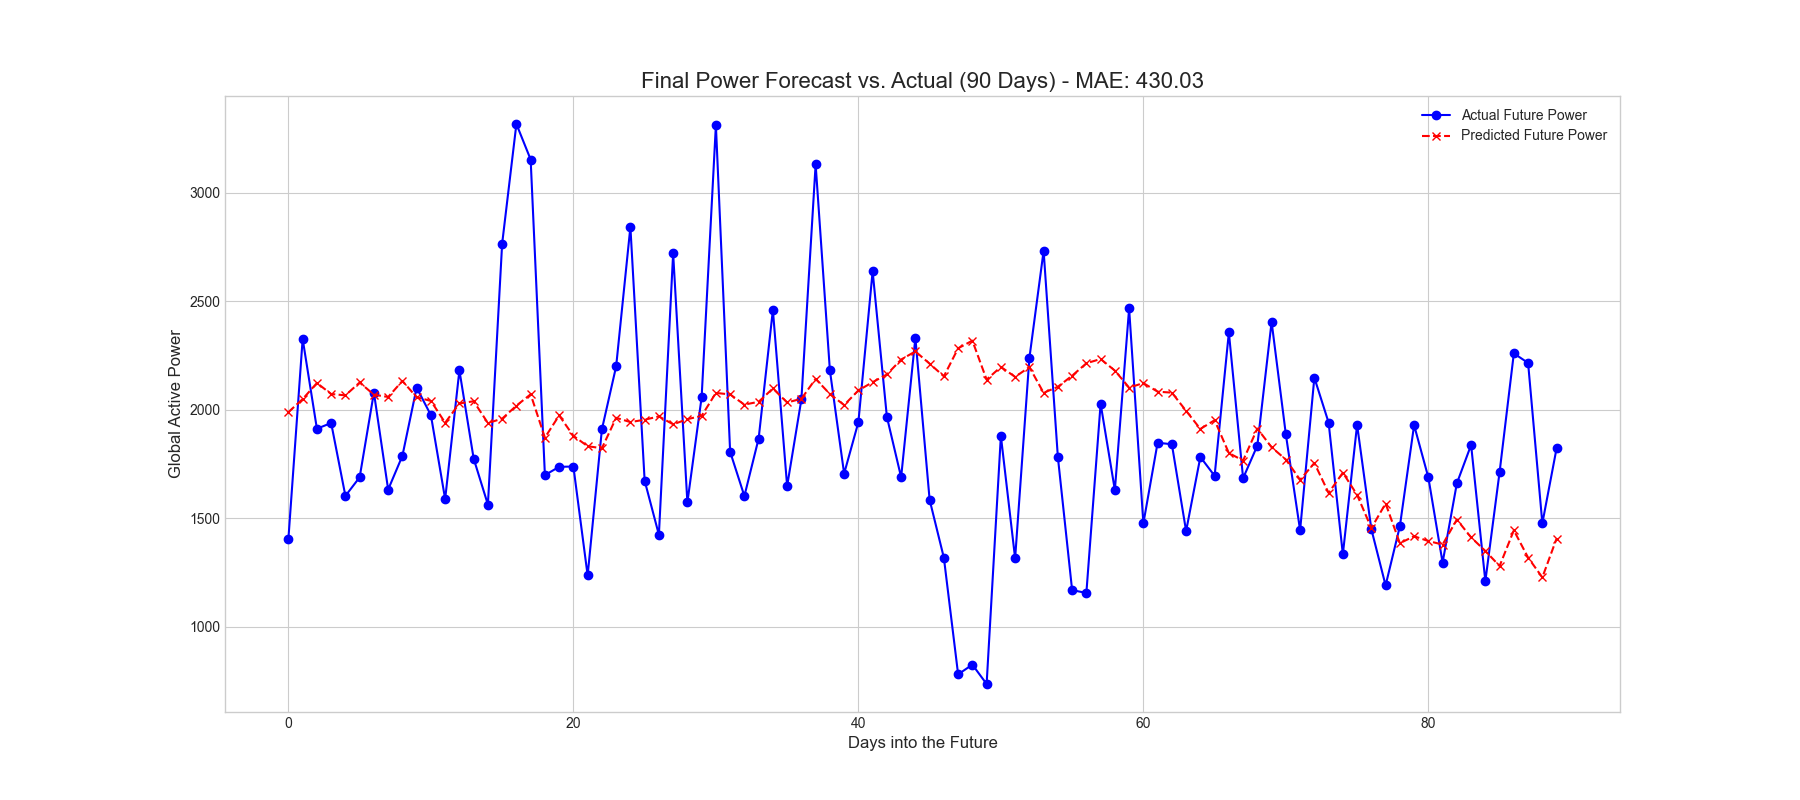 Final Power Forecast vs. Actual (90 Days) - MAE: 430.03
Actual Future Power
Predicted Future Power
Global Active Power
3000
2500
2000
1500
1000
0 20 40 60 80
Days into the Future